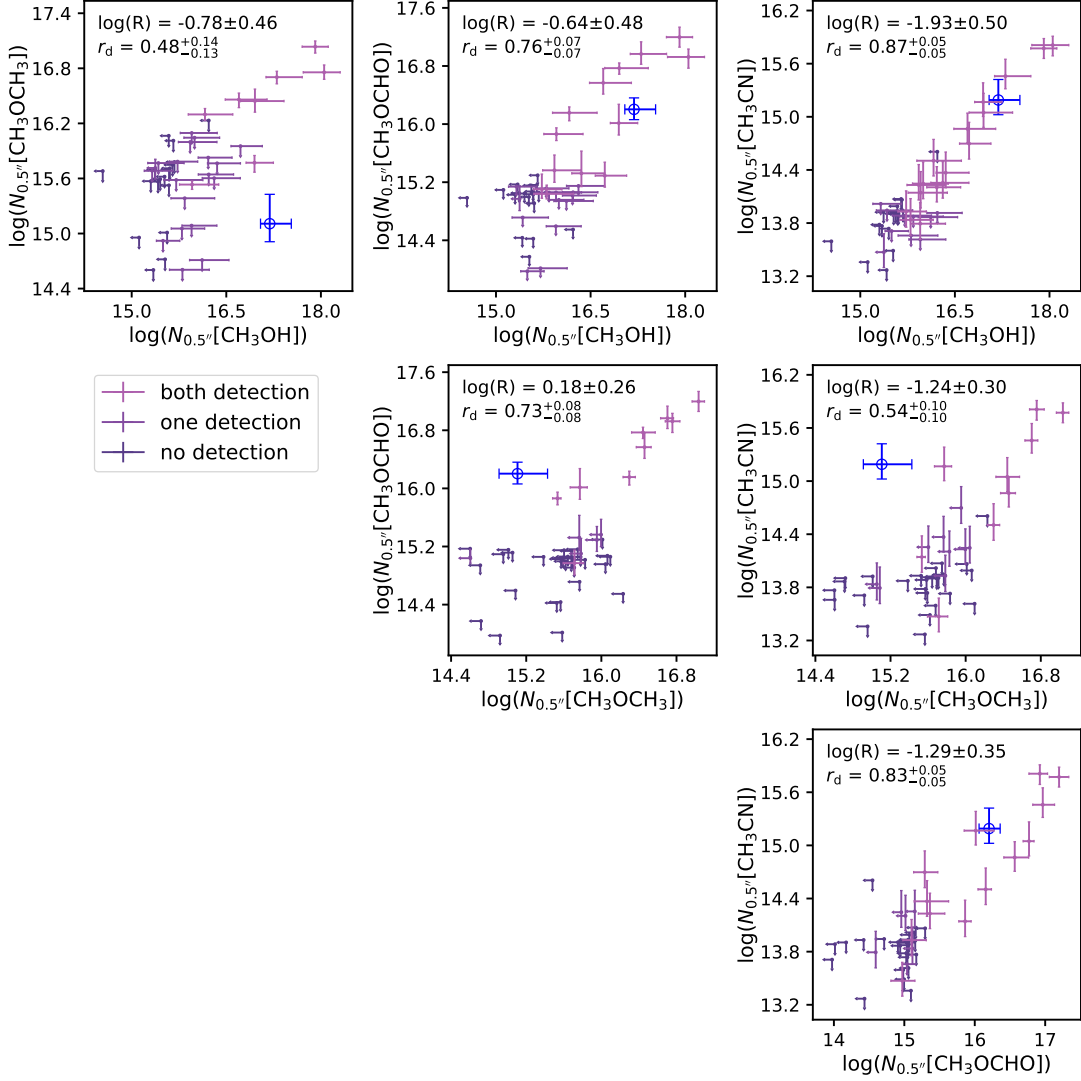 log(R) = -0.78±0.46
r_d = 0.48^{+0.14}_{-0.13}
17.4
16.8
16.2
15.6
15.0
14.4
log(N_{0.5″}[CH₃OCH₃])
15.0 16.5 18.0
log(N_{0.5″}[CH₃OH])
log(R) = -0.64±0.48
r_d = 0.76^{+0.07}_{-0.07}
17.6
16.8
16.0
15.2
14.4
log(N_{0.5″}[CH₃OCHO])
15.0 16.5 18.0
log(N_{0.5″}[CH₃OH])
log(R) = -1.93±0.50
r_d = 0.87^{+0.05}_{-0.05}
16.2
15.6
15.0
14.4
13.8
13.2
log(N_{0.5″}[CH₃CN])
15.0 16.5 18.0
log(N_{0.5″}[CH₃OH])
both detection
one detection
no detection
log(R) = 0.18±0.26
r_d = 0.73^{+0.08}_{-0.08}
17.6
16.8
16.0
15.2
14.4
log(N_{0.5″}[CH₃OCHO])
14.4 15.2 16.0 16.8
log(N_{0.5″}[CH₃OCH₃])
log(R) = -1.24±0.30
r_d = 0.54^{+0.10}_{-0.10}
16.2
15.6
15.0
14.4
13.8
13.2
log(N_{0.5″}[CH₃CN])
14.4 15.2 16.0 16.8
log(N_{0.5″}[CH₃OCH₃])
log(R) = -1.29±0.35
r_d = 0.83^{+0.05}_{-0.05}
16.2
15.6
15.0
14.4
13.8
13.2
log(N_{0.5″}[CH₃CN])
14 15 16 17
log(N_{0.5″}[CH₃OCHO])